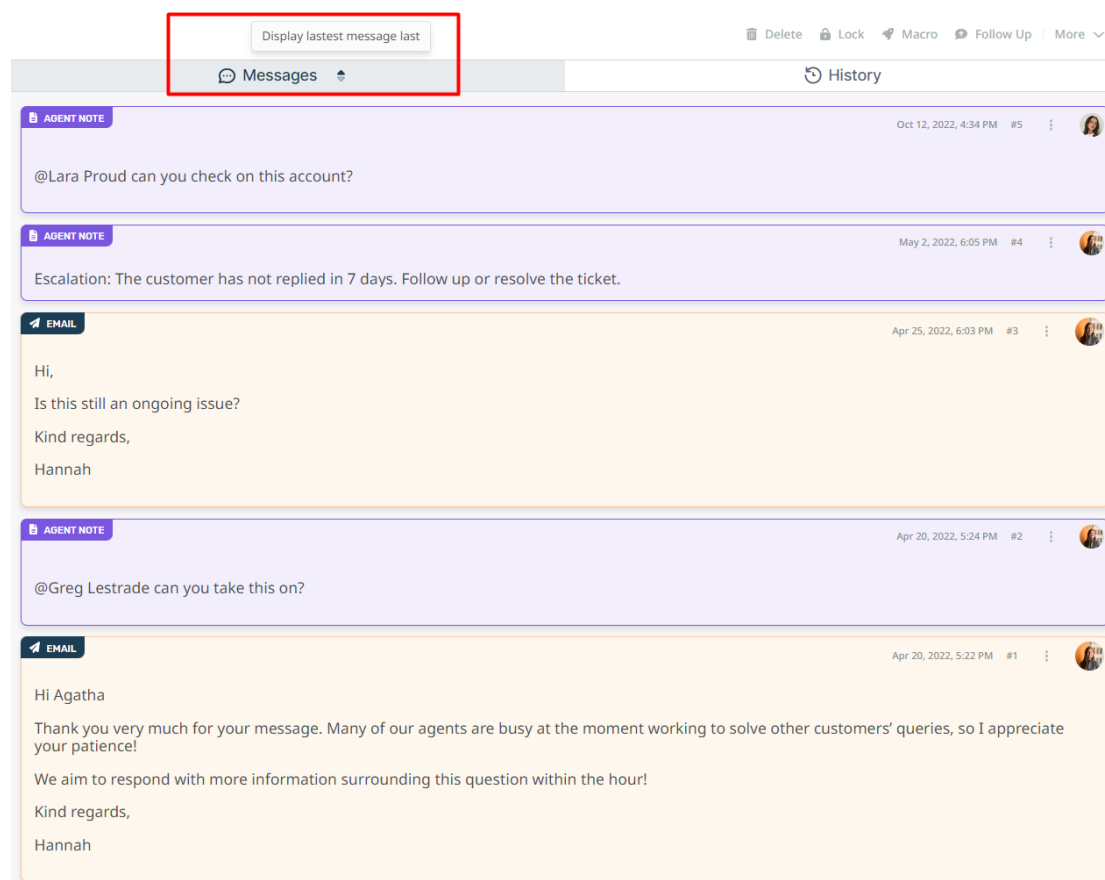 Display lastest message last
Delete Lock Macro Follow Up More
Messages
History
AGENT NOTE
Oct 12, 2022, 4:34 PM #5
@Lara Proud can you check on this account?
AGENT NOTE
May 2, 2022, 6:05 PM #4
Escalation: The customer has not replied in 7 days. Follow up or resolve the ticket.
EMAIL
Apr 25, 2022, 6:03 PM #3
Hi,
Is this still an ongoing issue?
Kind regards,
Hannah
AGENT NOTE
Apr 20, 2022, 5:24 PM #2
@Greg Lestrade can you take this on?
EMAIL
Apr 20, 2022, 5:22 PM #1
Hi Agatha
Thank you very much for your message. Many of our agents are busy at the moment working to solve other customers’ queries, so I appreciate
your patience!
We aim to respond with more information surrounding this question within the hour!
Kind regards,
Hannah